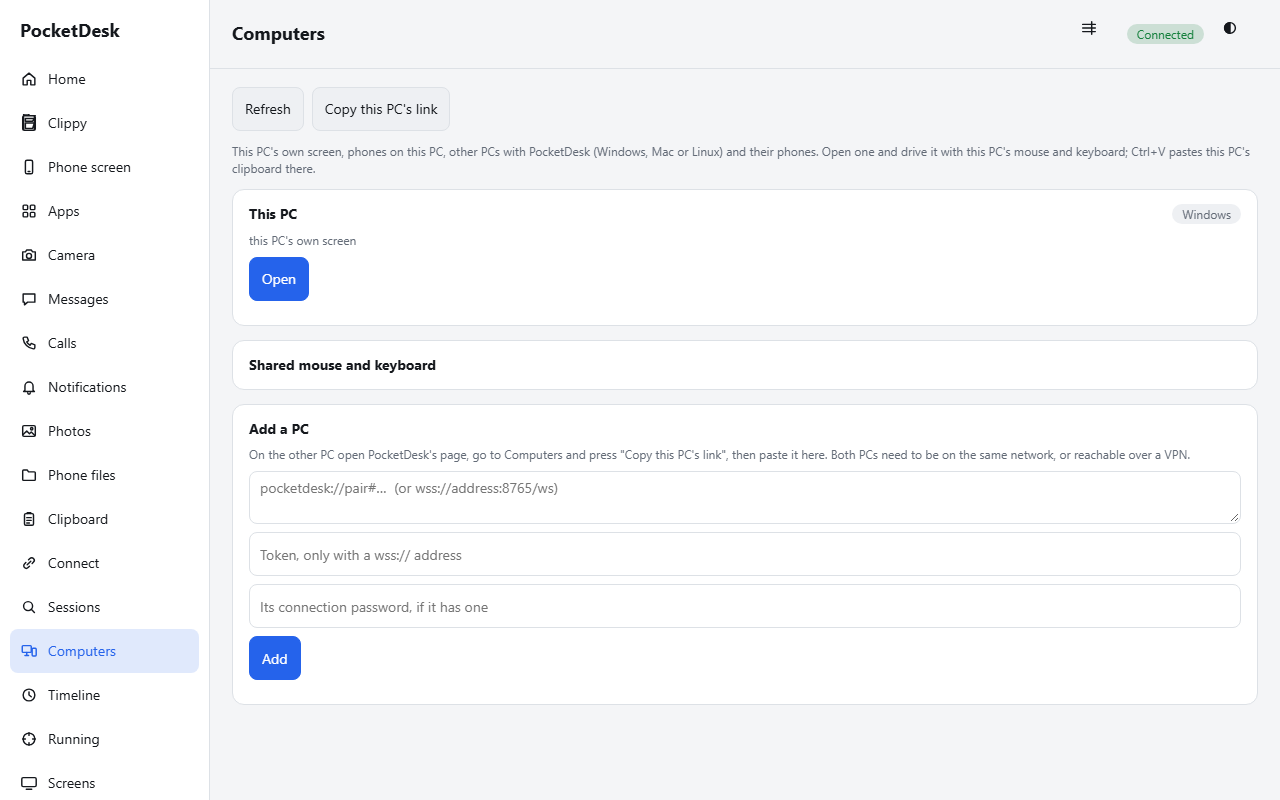 PocketDesk
Home
Clippy
Phone screen
Apps
Camera
Messages
Calls
Notifications
Photos
Phone files
Clipboard
Connect
Sessions
Computers
Timeline
Running
Screens
Computers
Connected
Refresh
Copy this PC's link
This PC's own screen, phones on this PC, other PCs with PocketDesk (Windows, Mac or Linux) and their phones. Open one and drive it with this PC's mouse and keyboard; Ctrl+V pastes this PC's
clipboard there.
This PC
Windows
this PC's own screen
Open
Shared mouse and keyboard
Add a PC
On the other PC open PocketDesk's page, go to Computers and press "Copy this PC's link", then paste it here. Both PCs need to be on the same network, or reachable over a VPN.
pocketdesk://pair#... (or wss://address:8765/ws)
Token, only with a wss:// address
Its connection password, if it has one
Add